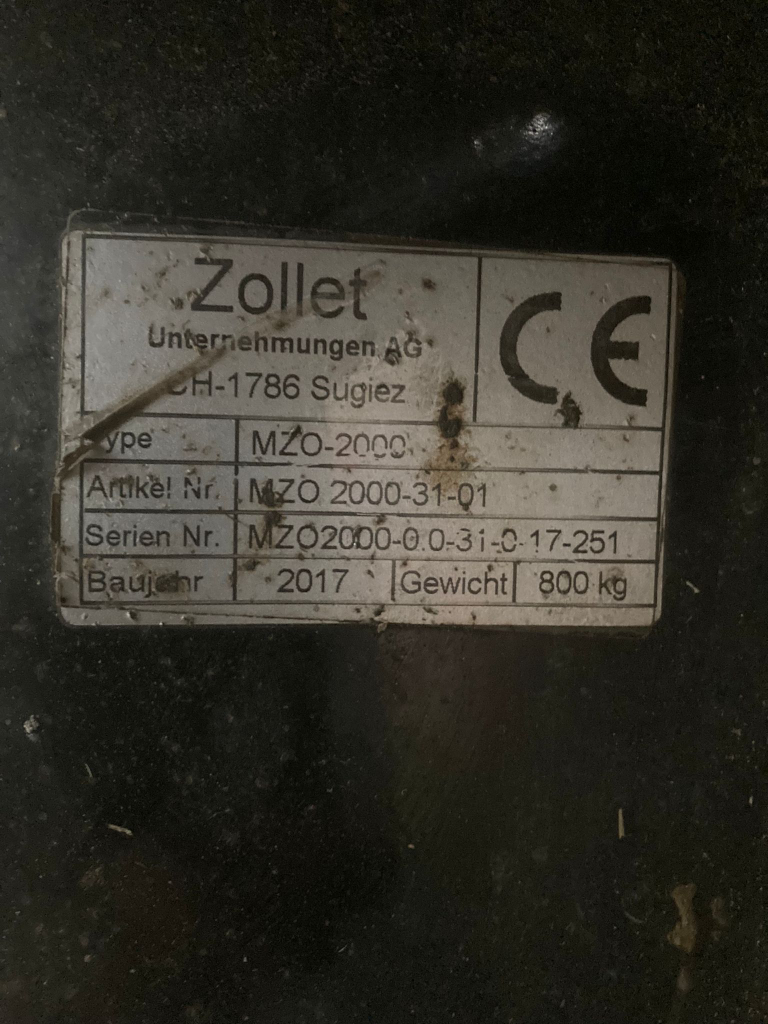 Zollet
Unternehmungen AG
CH-1786 Sugiez
CE
Type MZO-2000
Artikel Nr. MZO 2000-31-01
Serien Nr. MZO2000-0.0-31-0-17-251
Baujahr 2017 Gewicht 800 kg